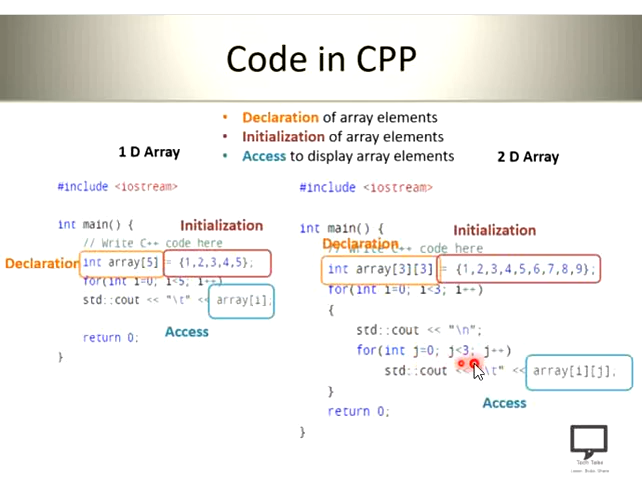 Code in CPP
• Declaration of array elements
• Initialization of array elements
• Access to display array elements
1 D Array
#include <iostream>
int main() {
Initialization
// Write C++ code here
Declaration
int array[5] = {1,2,3,4,5};
for(int i=0; i<5; i++)
std::cout << "\t" << array[i];
Access
return 0;
}
2 D Array
#include <iostream>
int main() {
Initialization
Declaration
// Write C++ code here
int array[3][3] = {1,2,3,4,5,6,7,8,9};
for(int i=0; i<3; i++)
{
std::cout << "\n";
for(int j=0; j<3; j++)
std::cout << "\t" << array[i][j],
Access
}
return 0;
}
Tech Talks
Learn Build Share